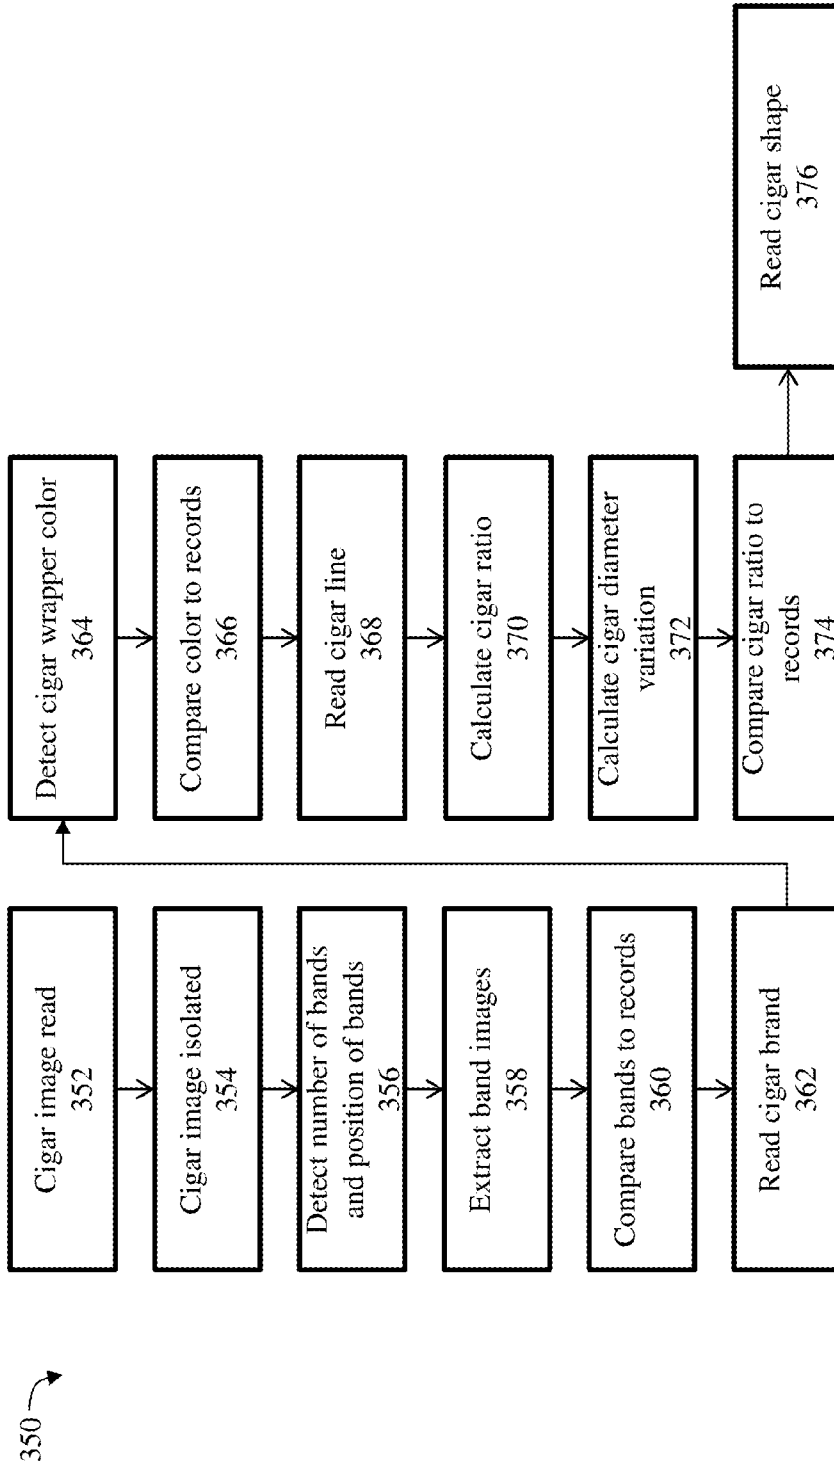 350
Cigar image read
352
Cigar image isolated
354
Detect number of bands
and position of bands
356
Extract band images
358
Compare bands to records
360
Read cigar brand
362
Detect cigar wrapper color
364
Compare color to records
366
Read cigar line
368
Calculate cigar ratio
370
Calculate cigar diameter
variation
372
Compare cigar ratio to
records
374
Read cigar shape
376